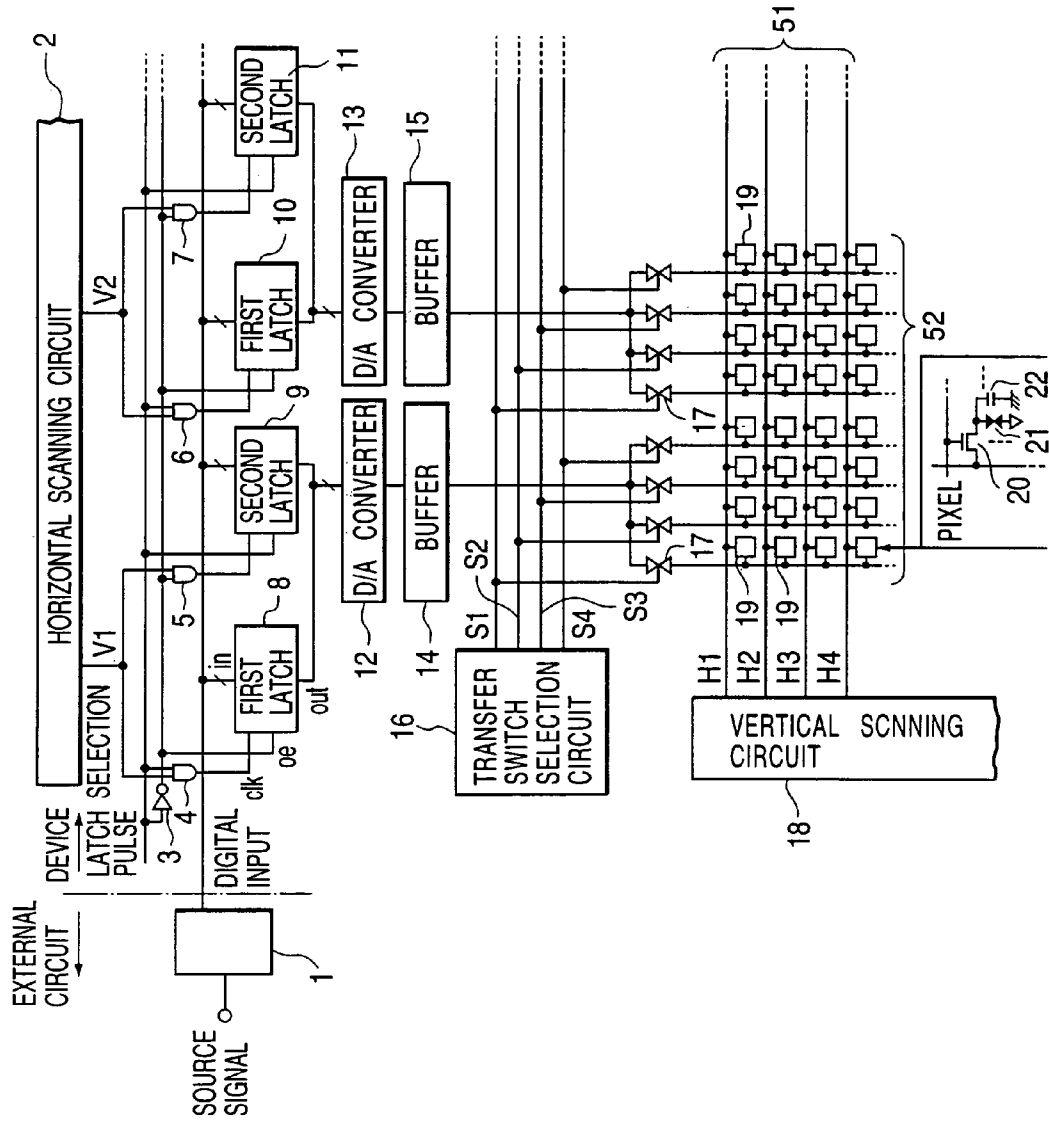 HORIZONTAL SCANNING CIRCUIT
2
EXTERNAL
CIRCUIT
DEVICE
LATCH SELECTION
PULSE
V1
V2
3
4
5
6
7
clk
oe
in
out
FIRST
LATCH
8
SECOND
LATCH
9
FIRST
LATCH
10
SECOND
LATCH
11
SOURCE
SIGNAL
1
DIGITAL
INPUT
D/A CONVERTER
12
D/A CONVERTER
13
BUFFER
14
BUFFER
15
16
TRANSFER
SWITCH
SELECTION
CIRCUIT
S1
S2
S3
S4
17
17
18
VERTICAL SCNNING
CIRCUIT
H1
H2
H3
H4
19
19
19
51
52
PIXEL
20
21
22